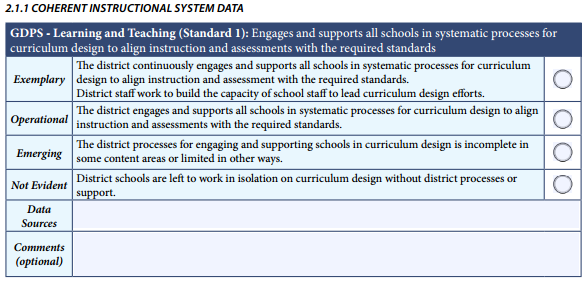 2.1.1 COHERENT INSTRUCTIONAL SYSTEM DATA
GDPS - Learning and Teaching (Standard 1): Engages and supports all schools in systematic processes for
curriculum design to align instruction and assessments with the required standards
Exemplary
The district continuously engages and supports all schools in systematic processes for curriculum
design to align instruction and assessment with the required standards.
District staff work to build the capacity of school staff to lead curriculum design efforts.
Operational
The district engages and supports all schools in systematic processes for curriculum design to align
instruction and assessments with the required standards.
Emerging
The district processes for engaging and supporting schools in curriculum design is incomplete in
some content areas or limited in other ways.
Not Evident
District schools are left to work in isolation on curriculum design without district processes or
support.
Data
Sources
Comments
(optional)